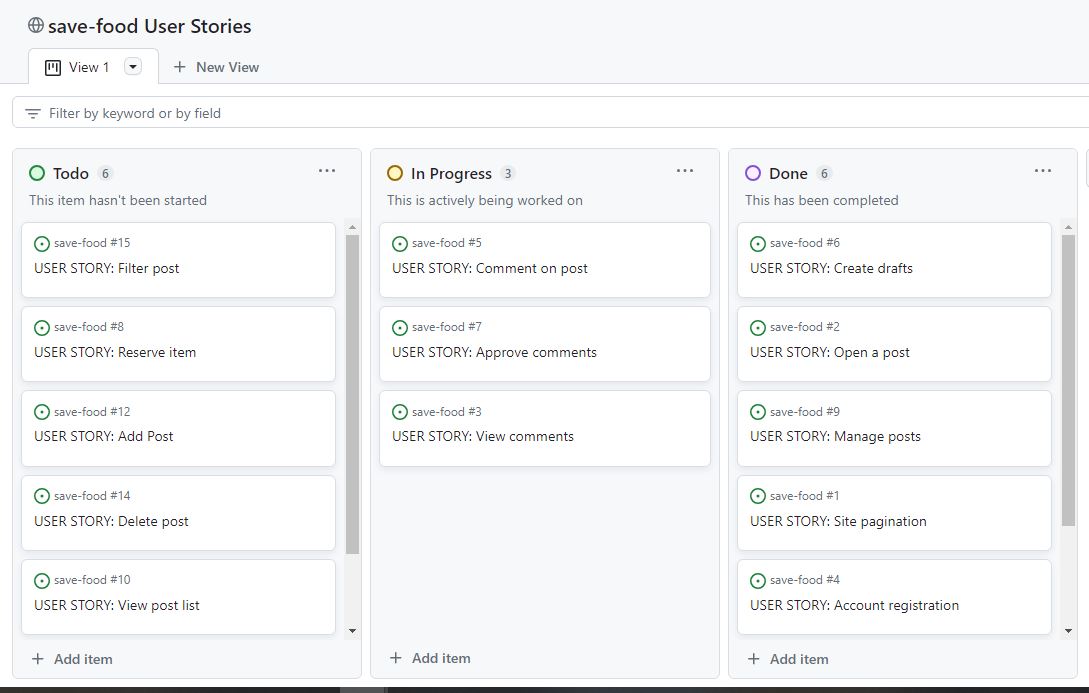 save-food User Stories
View 1
New View
Filter by keyword or by field
Todo 6
This item hasn't been started
save-food #15
USER STORY: Filter post
save-food #8
USER STORY: Reserve item
save-food #12
USER STORY: Add Post
save-food #14
USER STORY: Delete post
save-food #10
USER STORY: View post list
Add item
In Progress 3
This is actively being worked on
save-food #5
USER STORY: Comment on post
save-food #7
USER STORY: Approve comments
save-food #3
USER STORY: View comments
Add item
Done 6
This has been completed
save-food #6
USER STORY: Create drafts
save-food #2
USER STORY: Open a post
save-food #9
USER STORY: Manage posts
save-food #1
USER STORY: Site pagination
save-food #4
USER STORY: Account registration
Add item